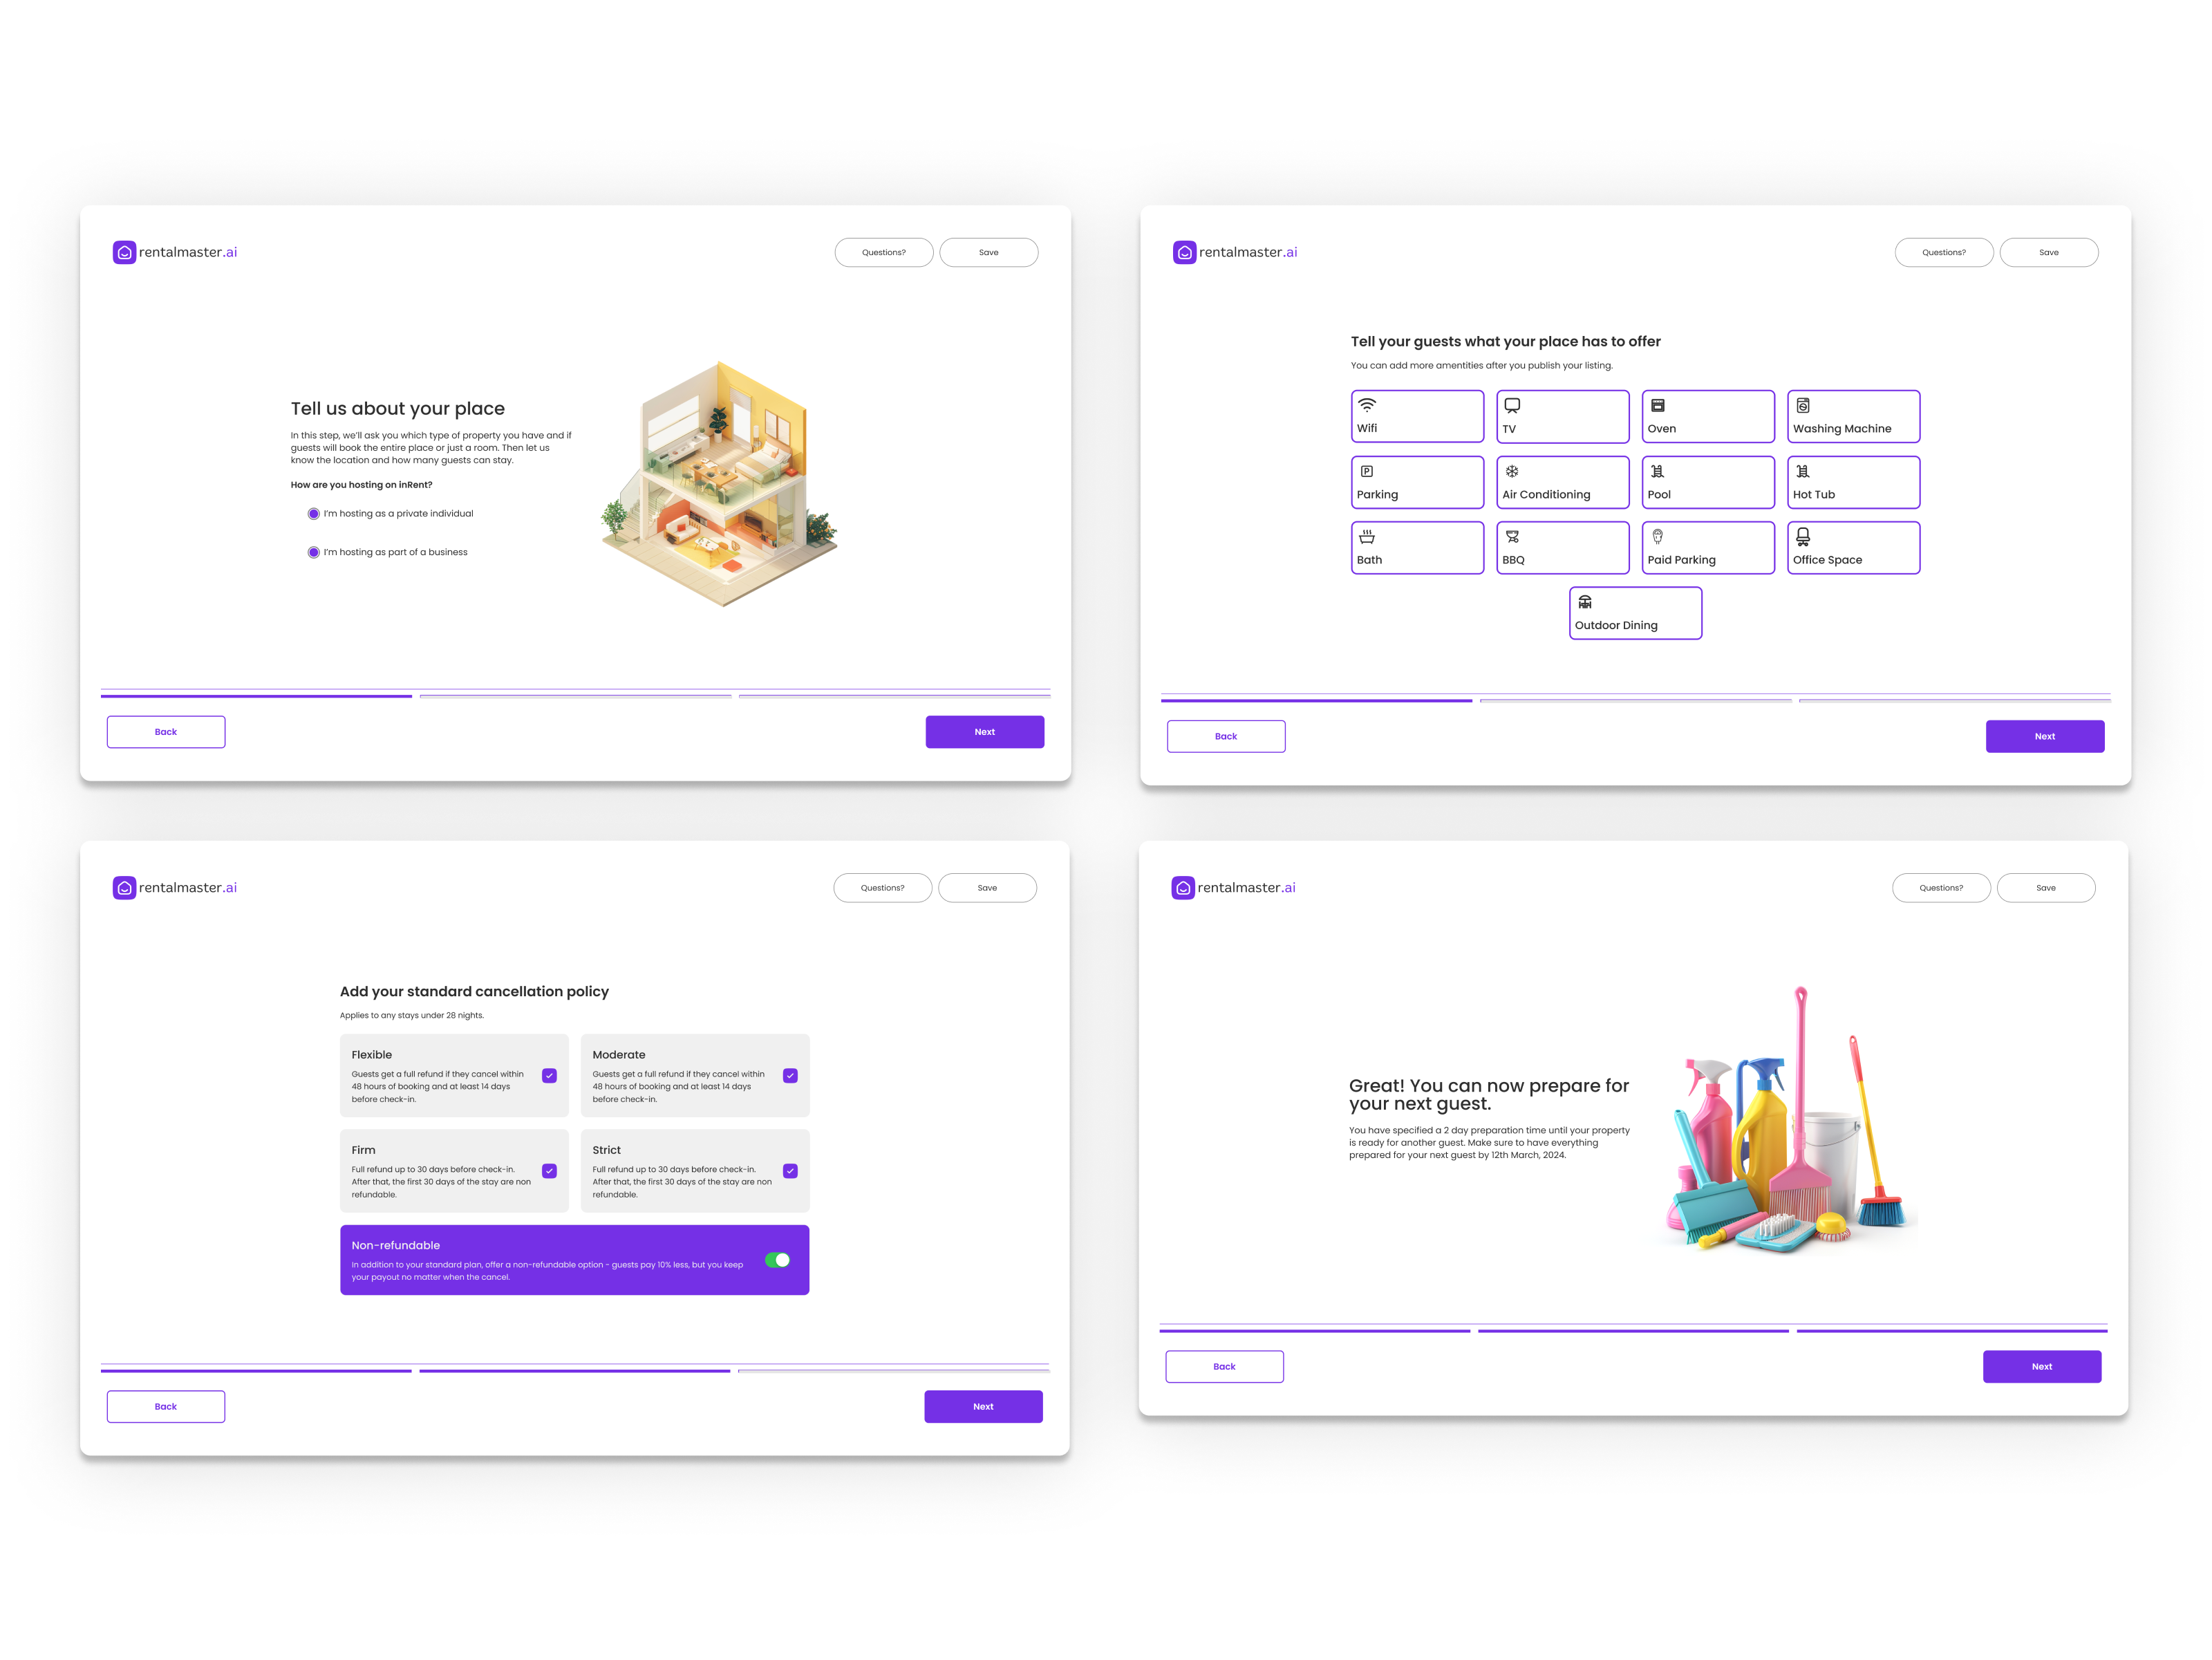 rentalmaster.ai
Questions?
Save
Tell us about your place
In this step, we'll ask you which type of property you have and if
guests will book the entire place or just a room. Then let us
know the location and how many guests can stay.
How are you hosting on inRent?
I'm hosting as a private individual
I'm hosting as part of a business
Back
Next
rentalmaster.ai
Questions?
Save
Tell your guests what your place has to offer
You can add more amentities after you publish your listing.
Wifi
TV
Oven
Washing Machine
P
Parking
Air Conditioning
Pool
Hot Tub
Bath
BBQ
Paid Parking
Office Space
Outdoor Dining
Back
Next
rentalmaster.ai
Questions?
Save
Add your standard cancellation policy
Applies to any stays under 28 nights.
Flexible
Guests get a full refund if they cancel within
48 hours of booking and at least 14 days
before check-in.
Moderate
Guests get a full refund if they cancel within
48 hours of booking and at least 14 days
before check-in.
Firm
Full refund up to 30 days before check-in.
After that, the first 30 days of the stay are non
refundable.
Strict
Full refund up to 30 days before check-in.
After that, the first 30 days of the stay are non
refundable.
Non-refundable
In addition to your standard plan, offer a non-refundable option - guests pay 10% less, but you keep
your payout no matter when the cancel.
Back
Next
rentalmaster.ai
Questions?
Save
Great! You can now prepare for
your next guest.
You have specified a 2 day preparation time until your property
is ready for another guest. Make sure to have everything
prepared for your next guest by 12th March, 2024.
Back
Next